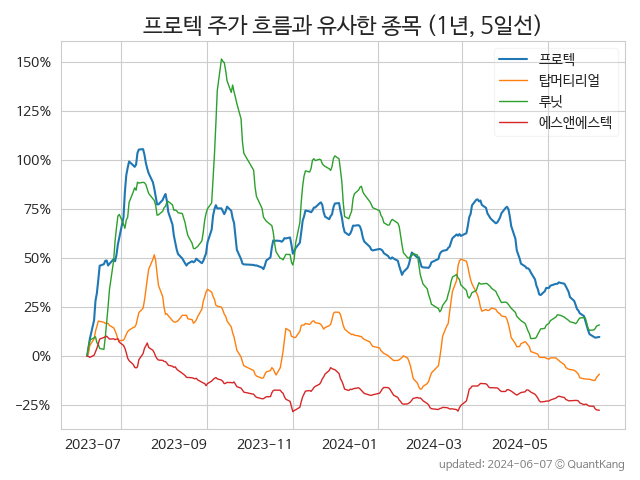 프로텍 주가 흐름과 유사한 종목 (1년, 5일선)
프로텍
탑머티리얼
루닛
에스앤에스텍
150%
125%
100%
75%
50%
25%
0%
−25%
2023-07 2023-09 2023-11 2024-01 2024-03 2024-05
updated: 2024-06-07 © QuantKang